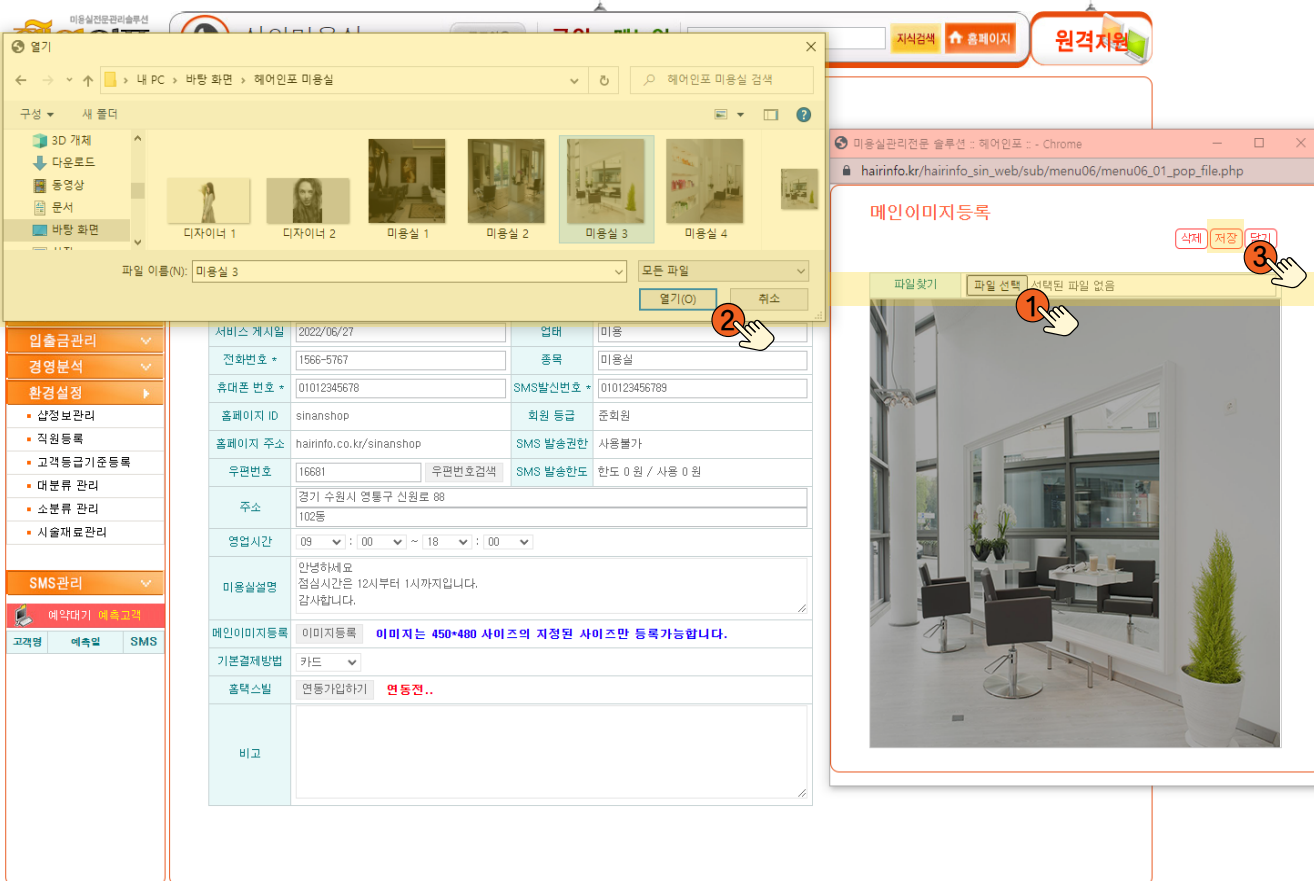 미용실전문관리솔루션
지식검색
홈페이지
원격지원
열기
내 PC > 바탕 화면 > 헤어인포 미용실
헤어인포 미용실 검색
구성
새 폴더
3D 개체
다운로드
동영상
문서
바탕 화면
디자이너 1
디자이너 2
미용실 1
미용실 2
미용실 3
미용실 4
파일 이름(N): 미용실 3
모든 파일
열기(O)
취소
2
미용실관리전문 솔루션 :: 헤어인포 :: - Chrome
hairinfo.kr/hairinfo_sin_web/sub/menu06/menu06_01_pop_file.php
메인이미지등록
삭제
저장
닫기
3
파일찾기
파일 선택
선택된 파일 없음
1
입출금관리
경영분석
환경설정
샵정보관리
직원등록
고객등급기준등록
대분류 관리
소분류 관리
시술재료관리
SMS관리
예약대기 예측고객
고객명 예측일 SMS
서비스 게시일 2022/06/27 업태 미용
전화번호 * 1566-5767 종목 미용실
휴대폰 번호 * 01012345678 SMS발신번호 * 010123456789
홈페이지 ID sinanshop 회원 등급 준회원
홈페이지 주소 hairinfo.co.kr/sinanshop SMS 발송권한 사용불가
우편번호 16681 우편번호검색 SMS 발송한도 한도 0 원 / 사용 0 원
주소 경기 수원시 영통구 신원로 88
102동
영업시간 09 : 00 ~ 18 : 00
미용실설명
안녕하세요
점심시간은 12시부터 1시까지입니다.
감사합니다.
메인이미지등록 이미지등록 이미지는 450*480 사이즈의 지정된 사이즈만 등록가능합니다.
기본결제방법 카드
홈택스빌 연동가입하기 연동전..
비고